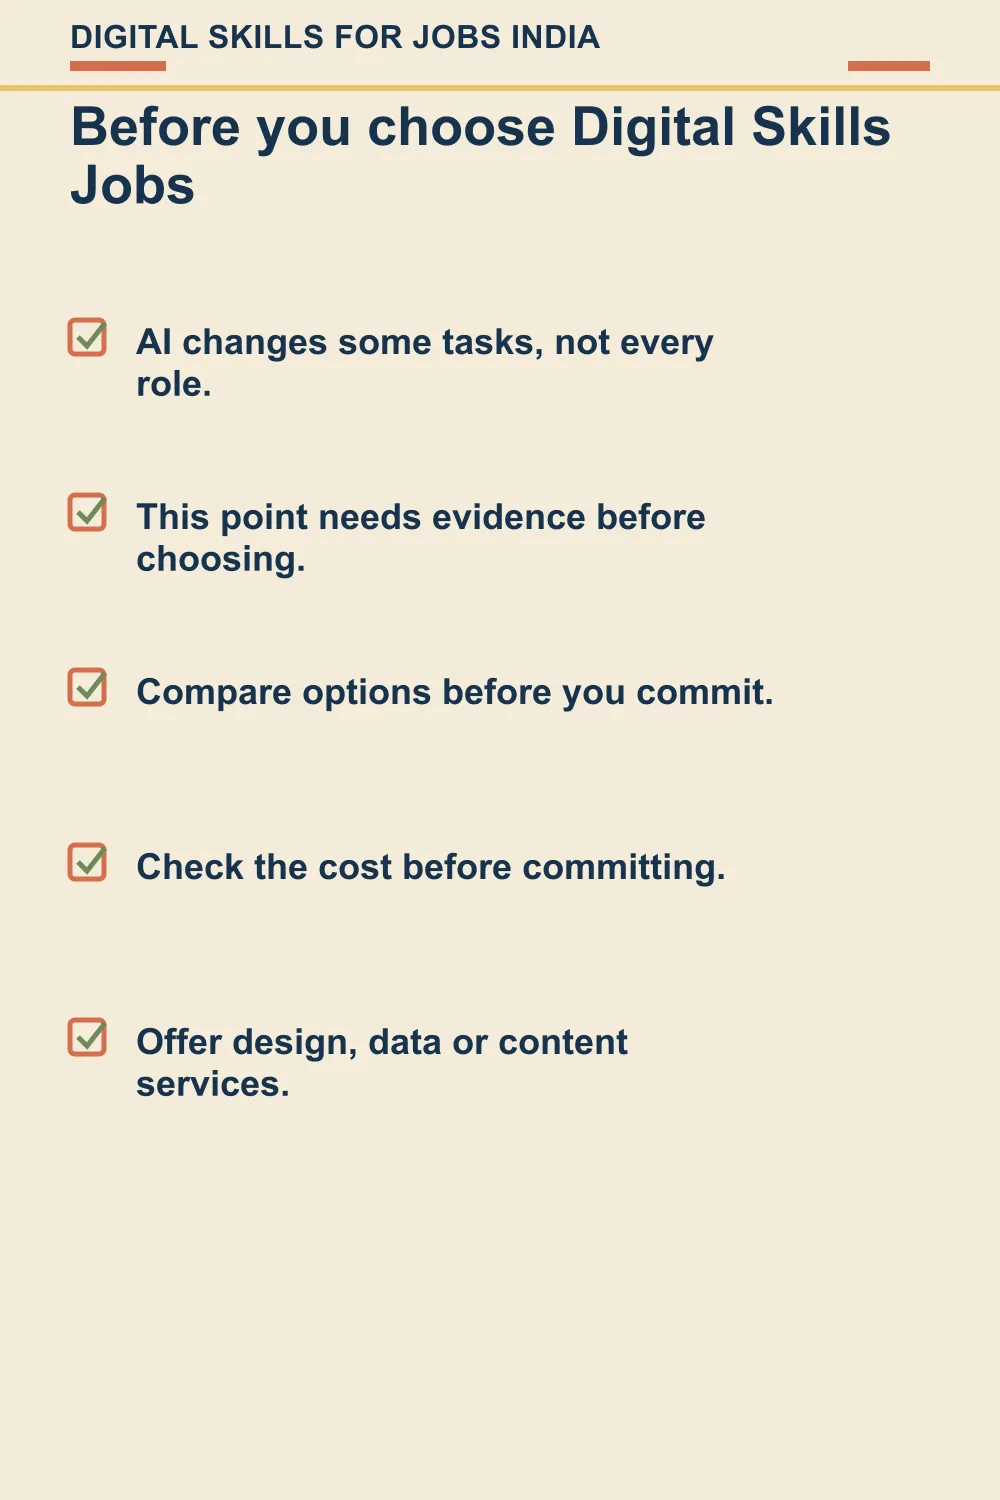 DIGITAL SKILLS FOR JOBS INDIA
Before you choose Digital Skills
Jobs
AI changes some tasks, not every
role.
This point needs evidence before
choosing.
Compare options before you commit.
Check the cost before committing.
Offer design, data or content
services.